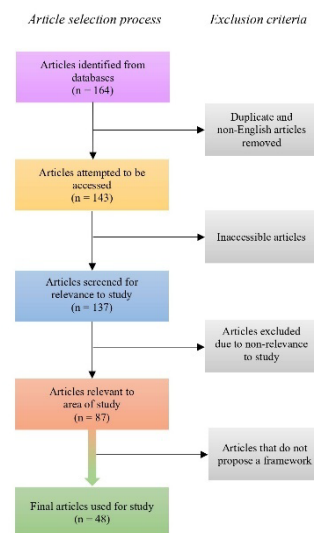 Article selection process
Exclusion criteria
Articles identified from
databases
(n = 164)
Duplicate and
non-English articles
removed
Articles attempted to be
accessed
(n = 143)
Inaccessible articles
Articles screened for
relevance to study
(n = 137)
Articles excluded
due to non-relevance
to study
Articles relevant to
area of study
(n = 87)
Articles that do not
propose a framework
Final articles used for study
(n = 48)